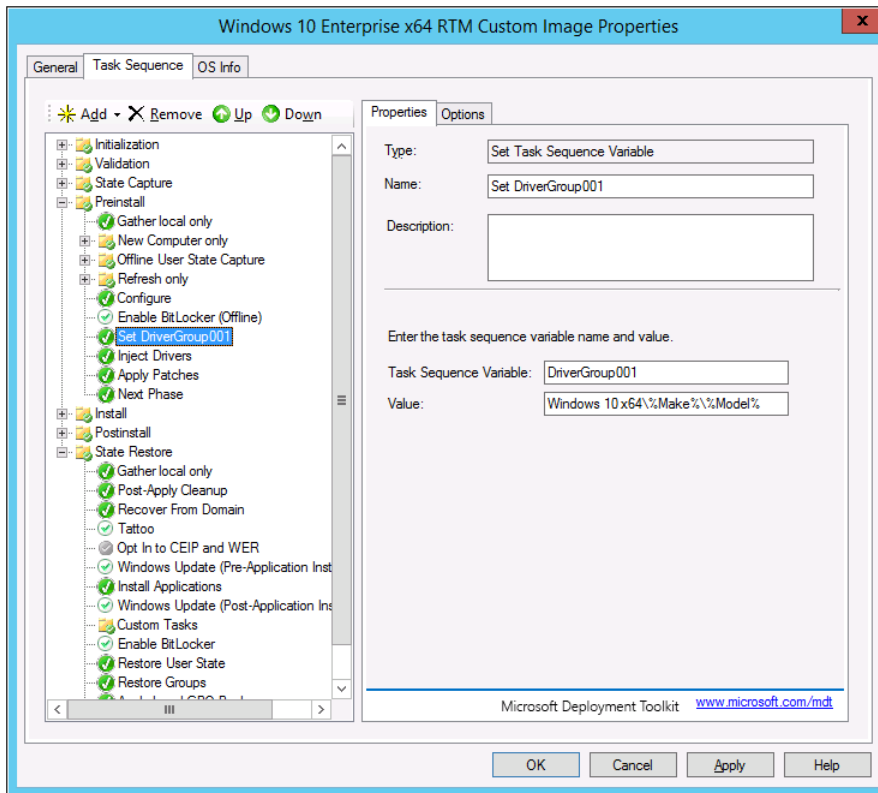 Windows 10 Enterprise x64 RTM Custom Image Properties
x
General Task Sequence OS Info
Add Remove Up Down
Initialization
Validation
State Capture
Preinstall
Gather local only
New Computer only
Offline User State Capture
Refresh only
Configure
Enable BitLocker (Offline)
Set DriverGroup001
Inject Drivers
Apply Patches
Next Phase
Install
Postinstall
State Restore
Gather local only
Post-Apply Cleanup
Recover From Domain
Tattoo
Opt In to CEIP and WER
Windows Update (Pre-Application Inst
Install Applications
Windows Update (Post-Application Ins
Custom Tasks
Enable BitLocker
Restore User State
Restore Groups
Properties Options
Type: Set Task Sequence Variable
Name: Set DriverGroup001
Description:
Enter the task sequence variable name and value.
Task Sequence Variable: DriverGroup001
Value: Windows 10 x64\%Make%\%Model%
Microsoft Deployment Toolkit www.microsoft.com/mdt
OK Cancel Apply Help